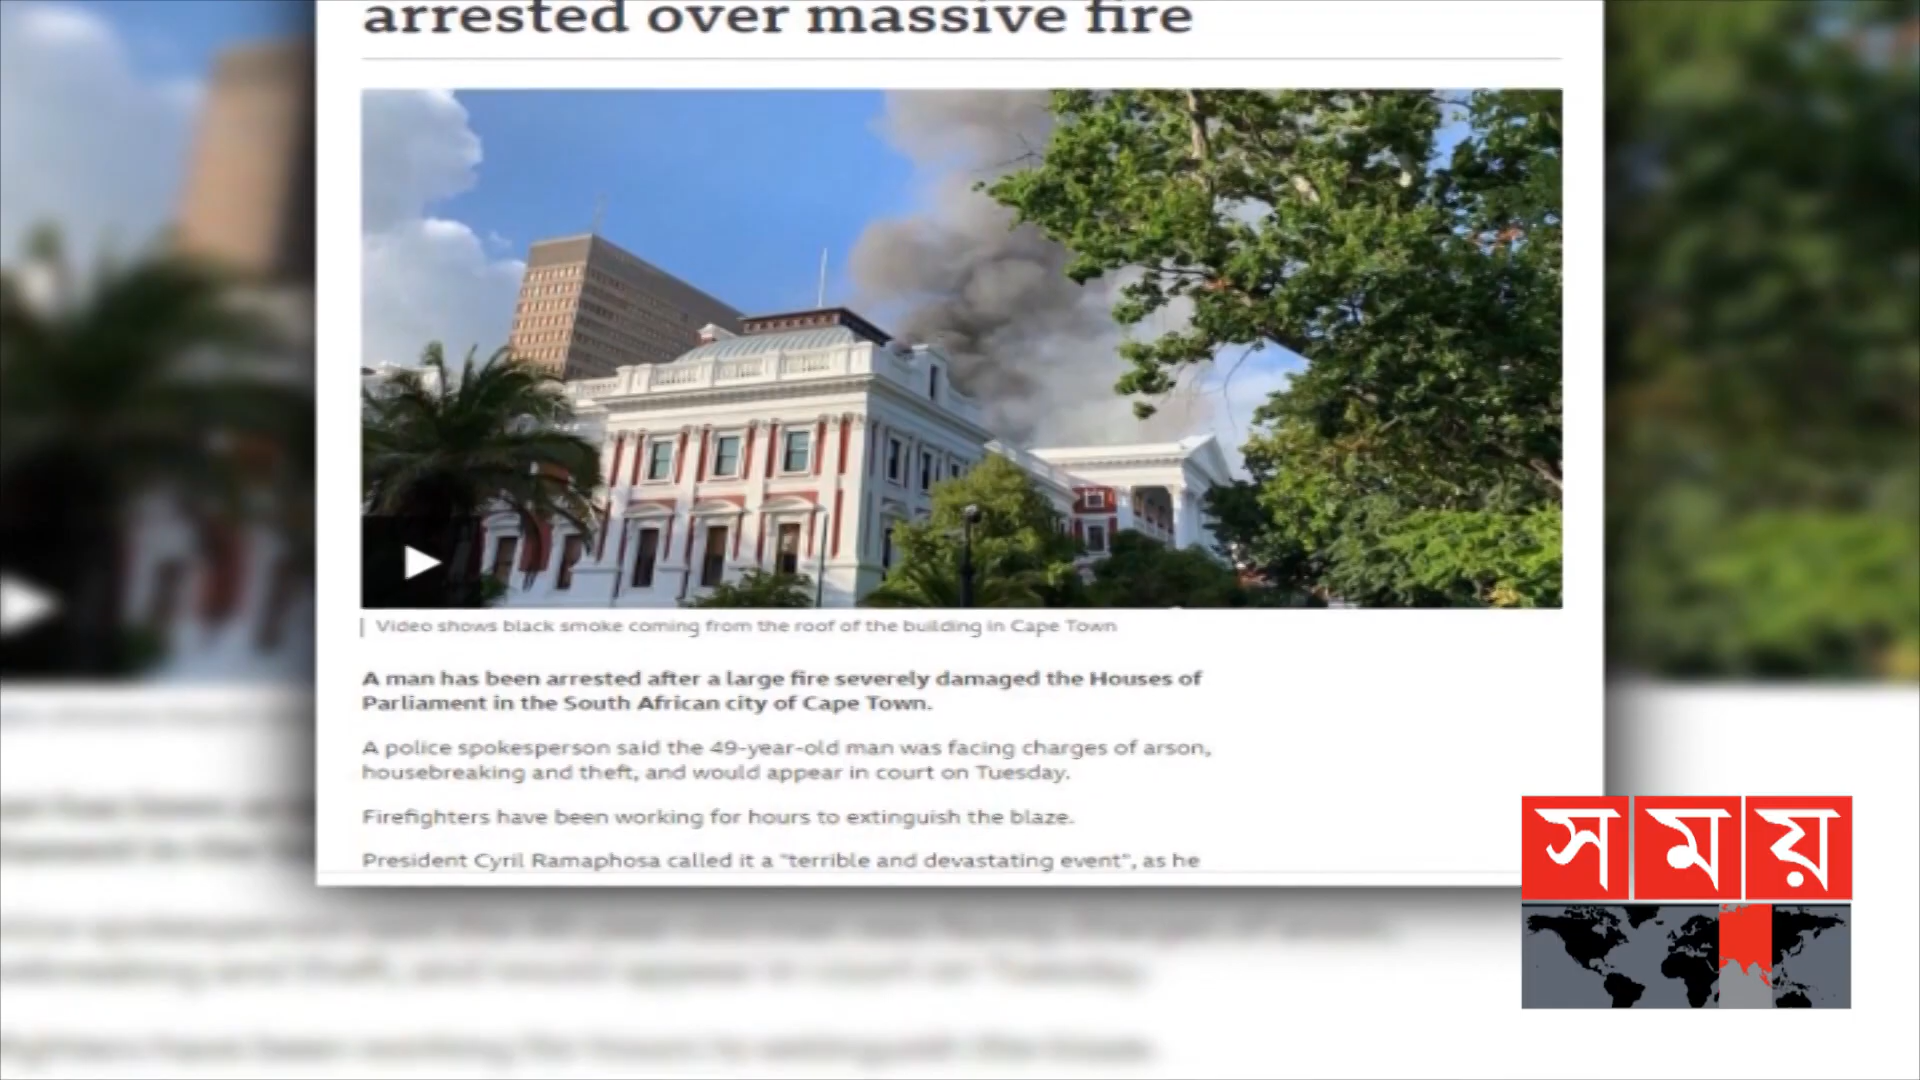 arrested over massive fire
Video shows black smoke coming from the roof of the building in Cape Town
A man has been arrested after a large fire severely damaged the Houses of
Parliament in the South African city of Cape Town.
A police spokesperson said the 49-year-old man was facing charges of arson,
housebreaking and theft, and would appear in court on Tuesday.
Firefighters have been working for hours to extinguish the blaze.
President Cyril Ramaphosa called it a "terrible and devastating event", as he
সময়